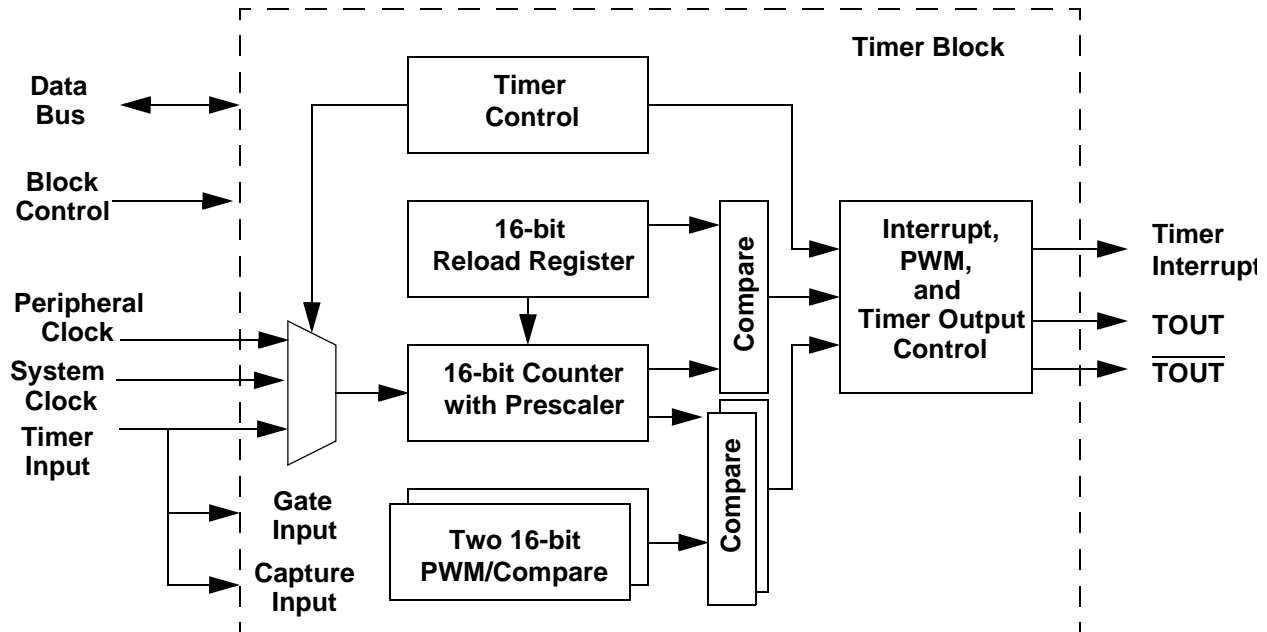 Timer Block
Data
Bus
Block
Control
Peripheral
Clock
System
Clock
Timer
Input
Gate
Input
Capture
Input
Timer
Control
16-bit
Reload Register
16-bit Counter
with Prescaler
Two 16-bit
PWM/Compare
Compare
Compare
Interrupt,
PWM,
and
Timer Output
Control
Timer
Interrupt
TOUT
T̅O̅U̅T̅